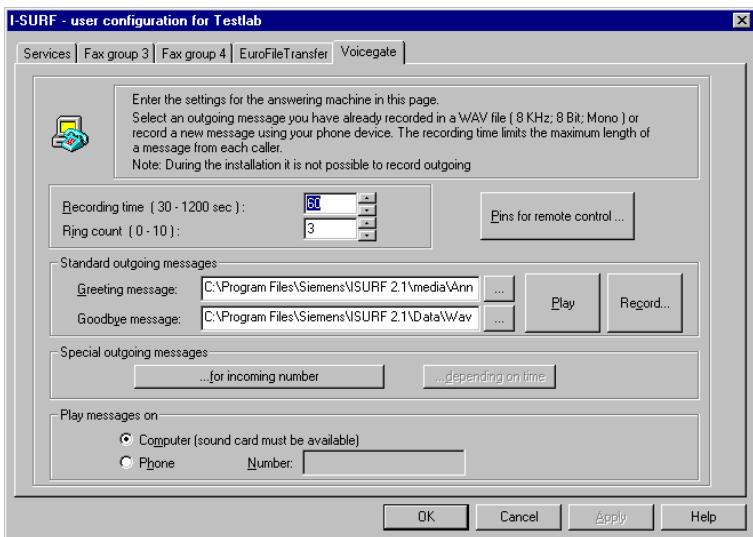 I-SURF - user configuration for Testlab
Services Fax group 3 Fax group 4 EuroFileTransfer Voicegate
Enter the settings for the answering machine in this page.
Select an outgoing message you have already recorded in a WAV file ( 8 KHz; 8 Bit; Mono ) or
record a new message using your phone device. The recording time limits the maximum length of
a message from each caller.
Note: During the installation it is not possible to record outgoing
Recording time ( 30 - 1200 sec ) : 60
Ring count ( 0 - 10 ) : 3
Pins for remote control ...
Standard outgoing messages
Greeting message: C:\Program Files\Siemens\ISURF 2.1\media\Ann ...
Goodbye message: C:\Program Files\Siemens\ISURF 2.1\Data\Wav ...
Play Record...
Special outgoing messages
...for incoming number ...depending on time
Play messages on
Computer (sound card must be available)
Phone Number:
OK Cancel Apply Help